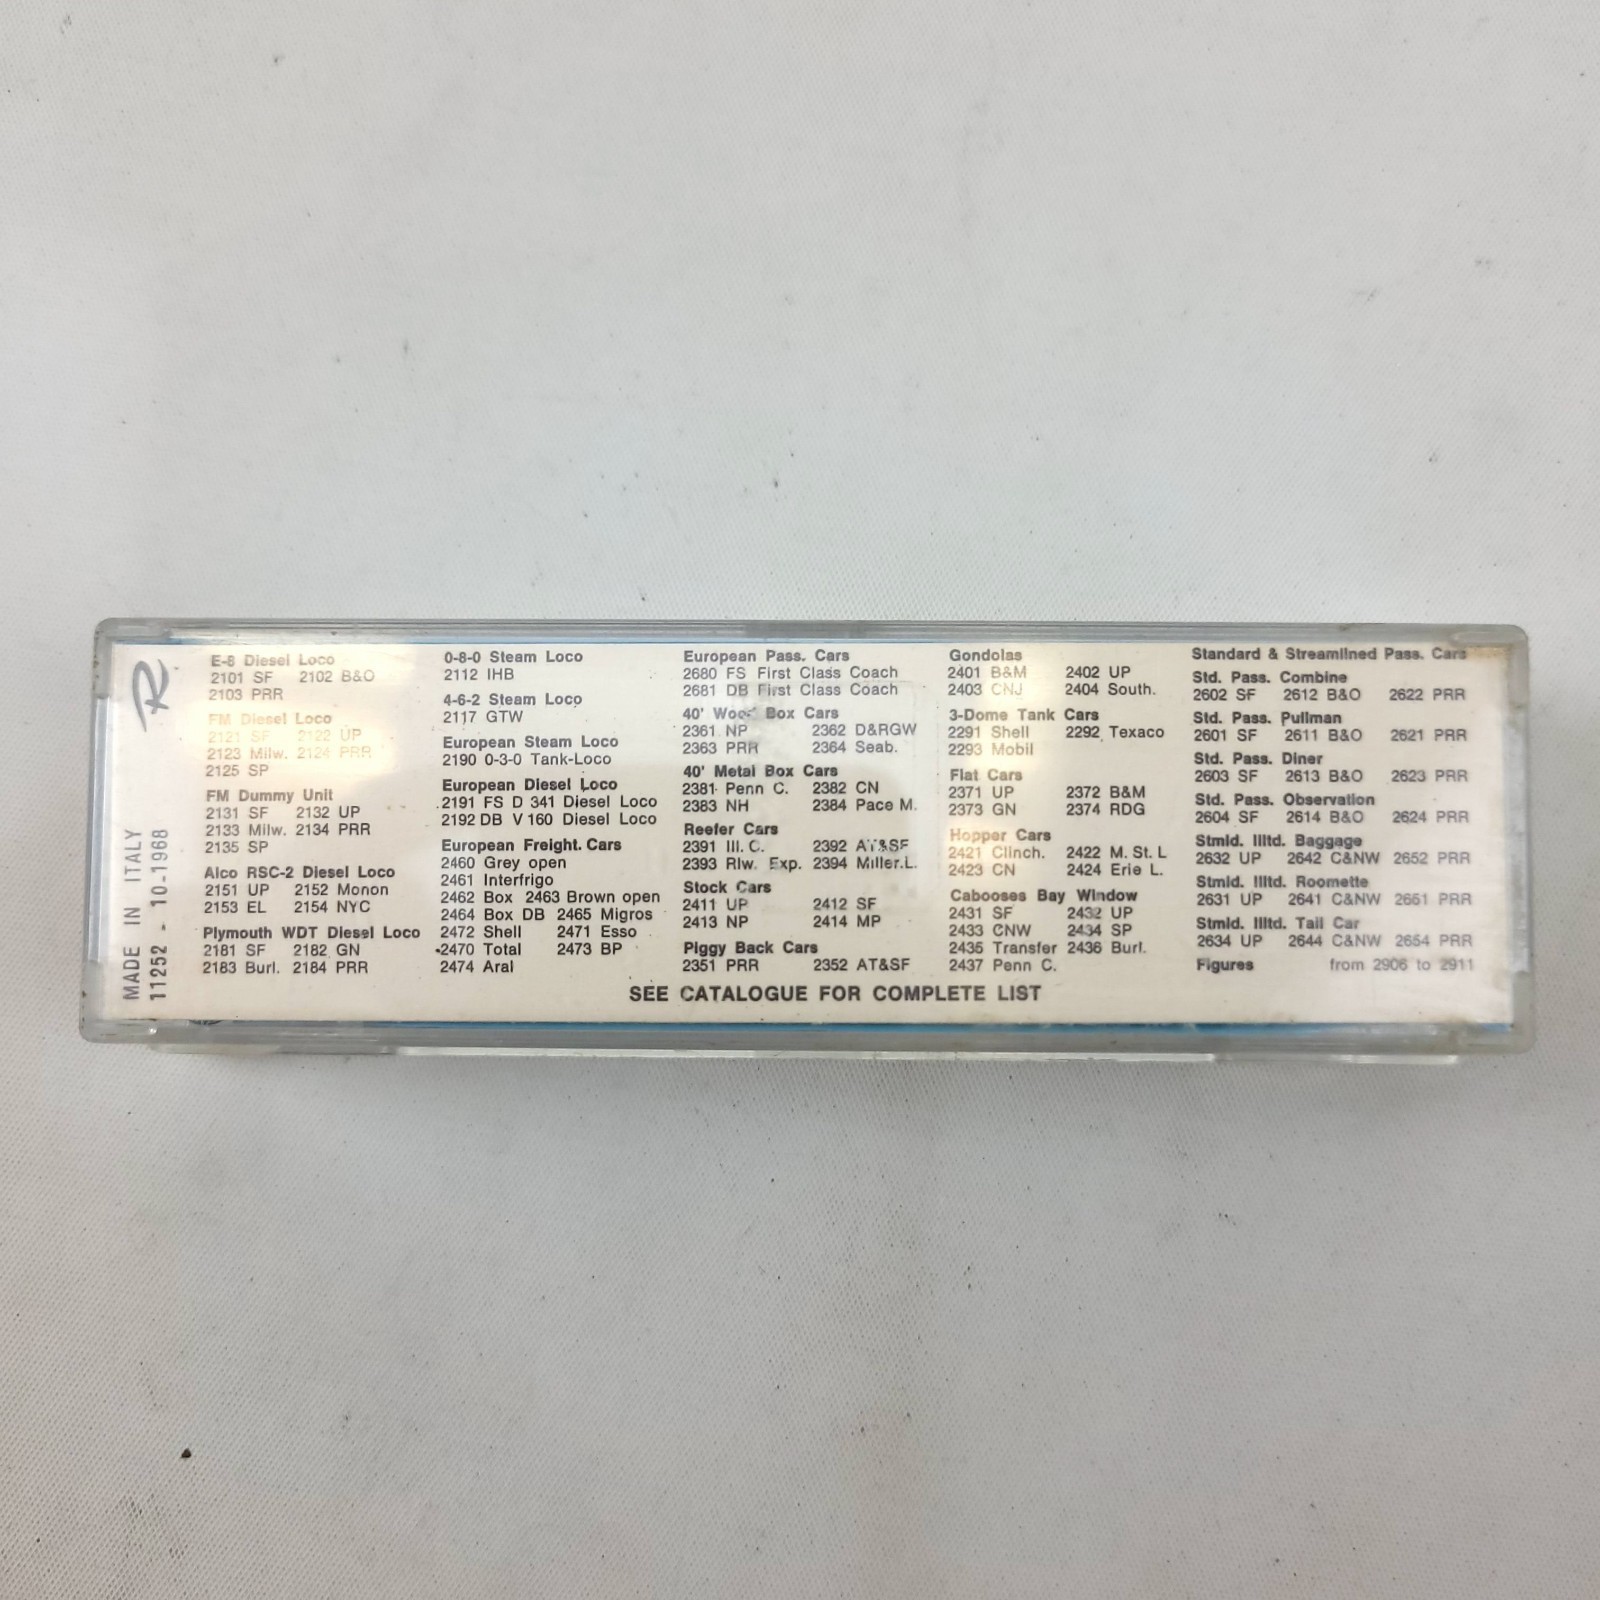 MADE IN ITALY
11252 - 10-1968
E-8 Diesel Loco
2101 SF 2102 B&O
2103 PRR
FM Diesel Loco
2121 SF 2122 UP
2123 Milw. 2124 PRR
2125 SP
FM Dummy Unit
2131 SF 2132 UP
2133 Milw. 2134 PRR
2135 SP
Alco RSC-2 Diesel Loco
2151 UP 2152 Monon
2153 EL 2154 NYC
Plymouth WDT Diesel Loco
2181 SF 2182 GN
2183 Burl. 2184 PRR
0-8-0 Steam Loco
2112 IHB
4-6-2 Steam Loco
2117 GTW
European Steam Loco
2190 0-3-0 Tank-Loco
European Diesel Loco
2191 FS D 341 Diesel Loco
2192 DB V 160 Diesel Loco
European Freight. Cars
2460 Grey open
2461 Interfrigo
2462 Box 2463 Brown open
2464 Box DB 2465 Migros
2472 Shell 2471 Esso
2470 Total 2473 BP
2474 Aral
European Pass. Cars
2680 FS First Class Coach
2681 DB First Class Coach
40' Wood Box Cars
2361 NP 2362 D&RGW
2363 PRR 2364 Seab.
40' Metal Box Cars
2381 Penn C. 2382 CN
2383 NH 2384 Pace M.
Reefer Cars
2391 Ill. C. 2392 AT&SF
2393 Rlw. Exp. 2394 Miller.L.
Stock Cars
2411 UP 2412 SF
2413 NP 2414 MP
Piggy Back Cars
2351 PRR 2352 AT&SF
Gondolas
2401 B&M 2402 UP
2403 CNJ 2404 South.
3-Dome Tank Cars
2291 Shell 2292 Texaco
2293 Mobil
Flat Cars
2371 UP 2372 B&M
2373 GN 2374 RDG
Hopper Cars
2421 Clinch. 2422 M. St. L
2423 CN 2424 Erie L.
Cabooses Bay Window
2431 SF 2432 UP
2433 CNW 2434 SP
2435 Transfer 2436 Burl.
2437 Penn C.
Standard & Streamlined Pass. Cars
Std. Pass. Combine
2602 SF 2612 B&O 2622 PRR
Std. Pass. Pullman
2601 SF 2611 B&O 2621 PRR
Std. Pass. Diner
2603 SF 2613 B&O 2623 PRR
Std. Pass. Observation
2604 SF 2614 B&O 2624 PRR
Stmld. Illtd. Baggage
2632 UP 2642 C&NW 2652 PRR
Stmld. Illtd. Roomette
2631 UP 2641 C&NW 2651 PRR
Stmld. Illtd. Tail Car
2634 UP 2644 C&NW 2654 PRR
Figures from 2906 to 2911
SEE CATALOGUE FOR COMPLETE LIST